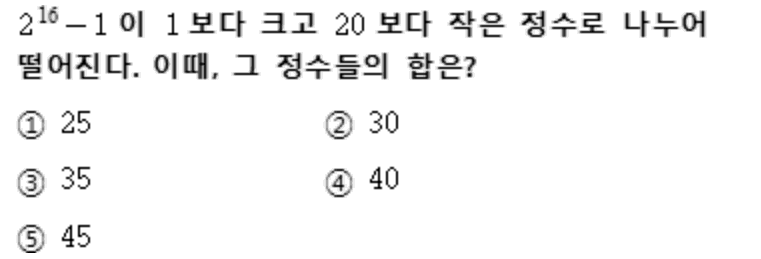 2¹⁶ − 1 이 1 보다 크고 20 보다 작은 정수로 나누어
떨어진다. 이때, 그 정수들의 합은?
① 25 ② 30
③ 35 ④ 40
⑤ 45